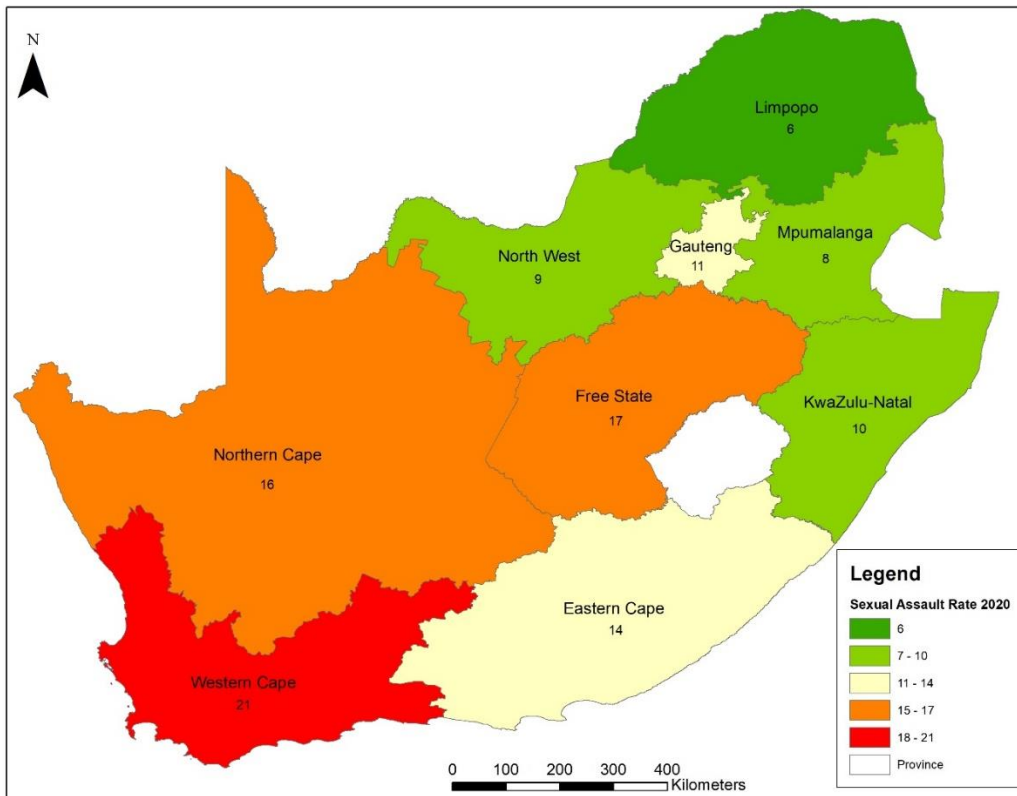 N
Limpopo
6
Mpumalanga
8
Gauteng
11
North West
9
Free State
17
KwaZulu-Natal
10
Northern Cape
16
Eastern Cape
14
Western Cape
21
Legend
Sexual Assault Rate 2020
6
7 - 10
11 - 14
15 - 17
18 - 21
Province
0 100 200 300 400
Kilometers